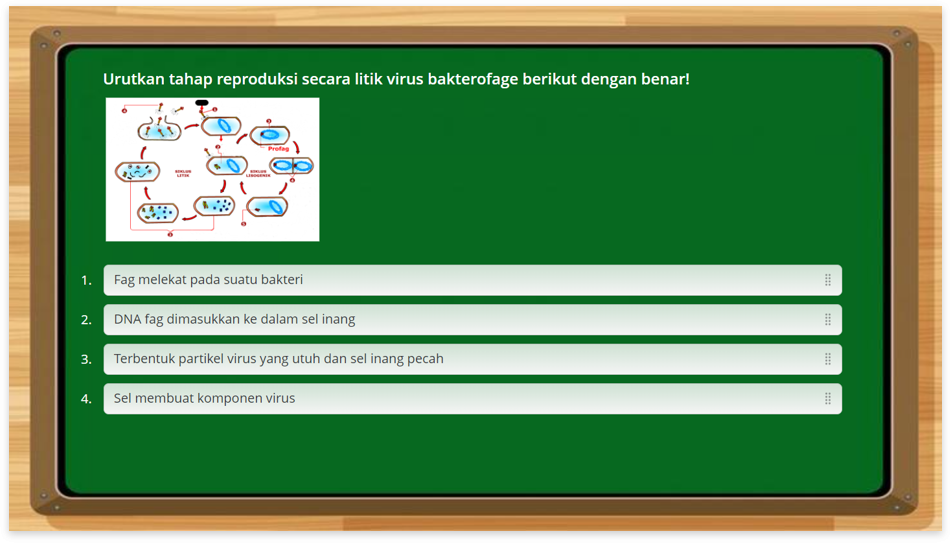 Urutkan tahap reproduksi secara litik virus bakterofage berikut dengan benar!
Profag
SIKLUS
LITIK
SIKLUS
LISOGENIK
1. Fag melekat pada suatu bakteri
2. DNA fag dimasukkan ke dalam sel inang
3. Terbentuk partikel virus yang utuh dan sel inang pecah
4. Sel membuat komponen virus